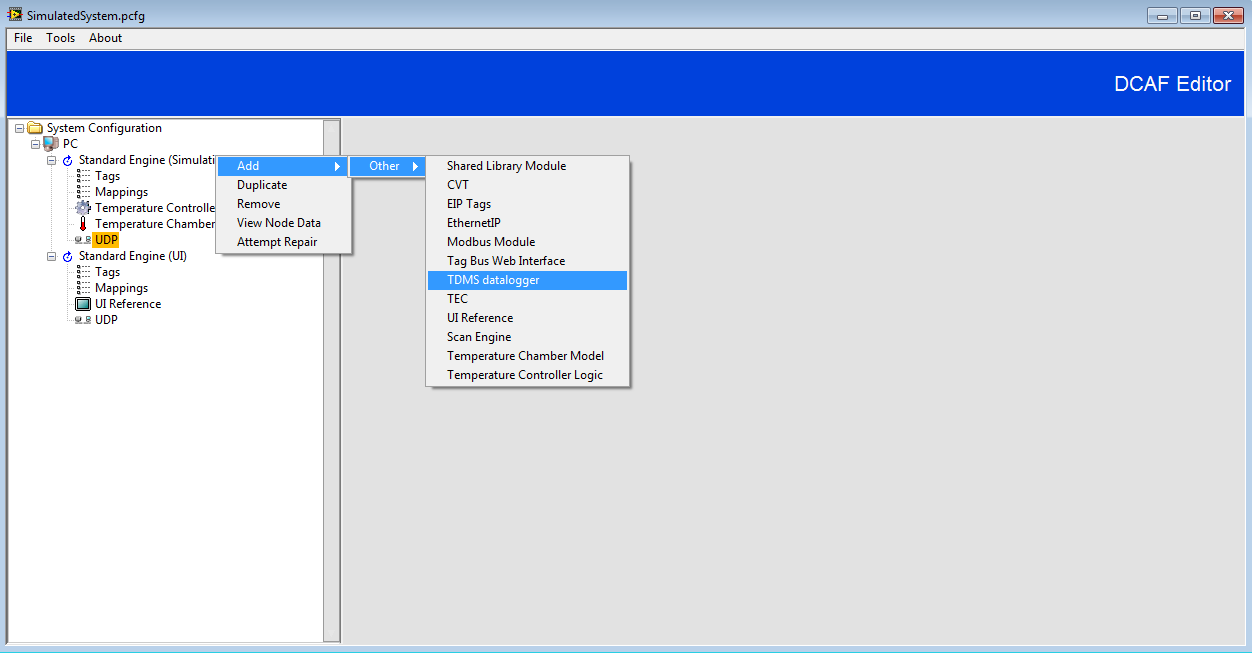 SimulatedSystem.pcfg
File Tools About
DCAF Editor
System Configuration
PC
Standard Engine (Simulati
Tags
Mappings
Temperature Controlle
Temperature Chamber
UDP
Standard Engine (UI)
Tags
Mappings
UI Reference
UDP
Add
Duplicate
Remove
View Node Data
Attempt Repair
Other
Shared Library Module
CVT
EIP Tags
EthernetIP
Modbus Module
Tag Bus Web Interface
TDMS datalogger
TEC
UI Reference
Scan Engine
Temperature Chamber Model
Temperature Controller Logic